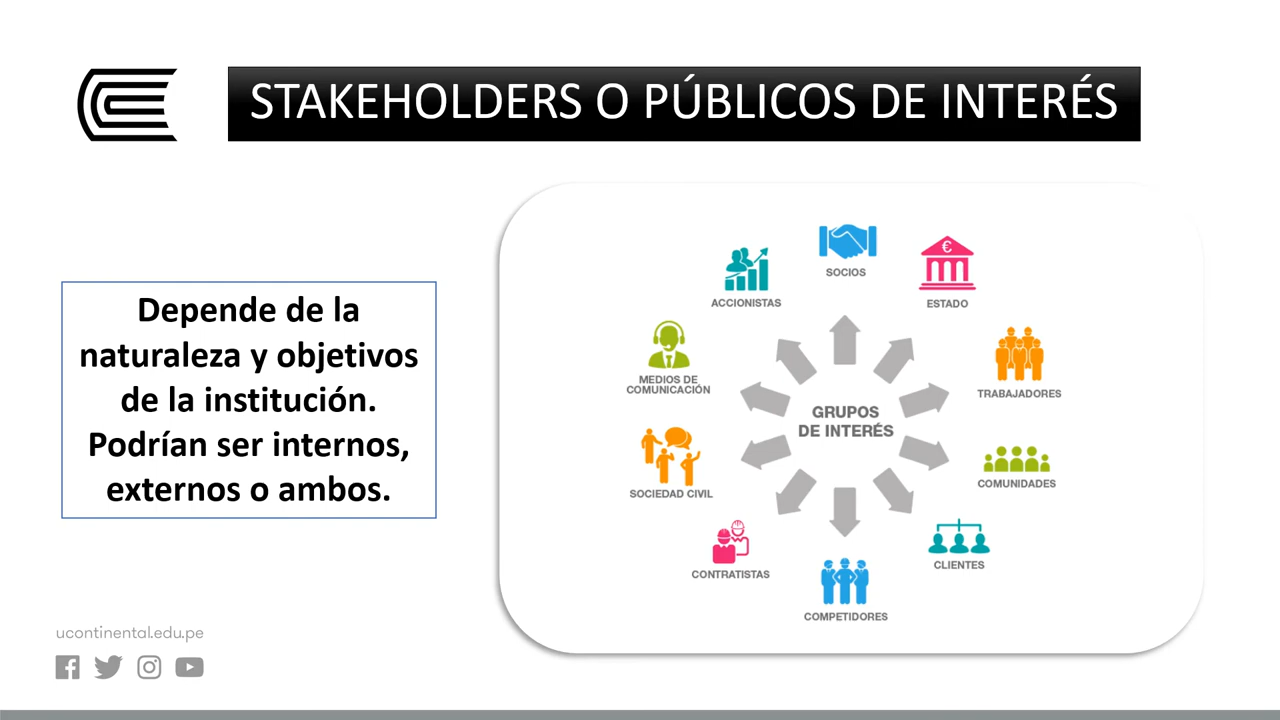 STAKEHOLDERS O PÚBLICOS DE INTERÉS
Depende de la
naturaleza y objetivos
de la institución.
Podrían ser internos,
externos o ambos.
SOCIOS
€
ESTADO
ACCIONISTAS
TRABAJADORES
MEDIOS DE
COMUNICACIÓN
GRUPOS
DE INTERÉS
COMUNIDADES
SOCIEDAD CIVIL
CLIENTES
CONTRATISTAS
COMPETIDORES
ucontinental.edu.pe